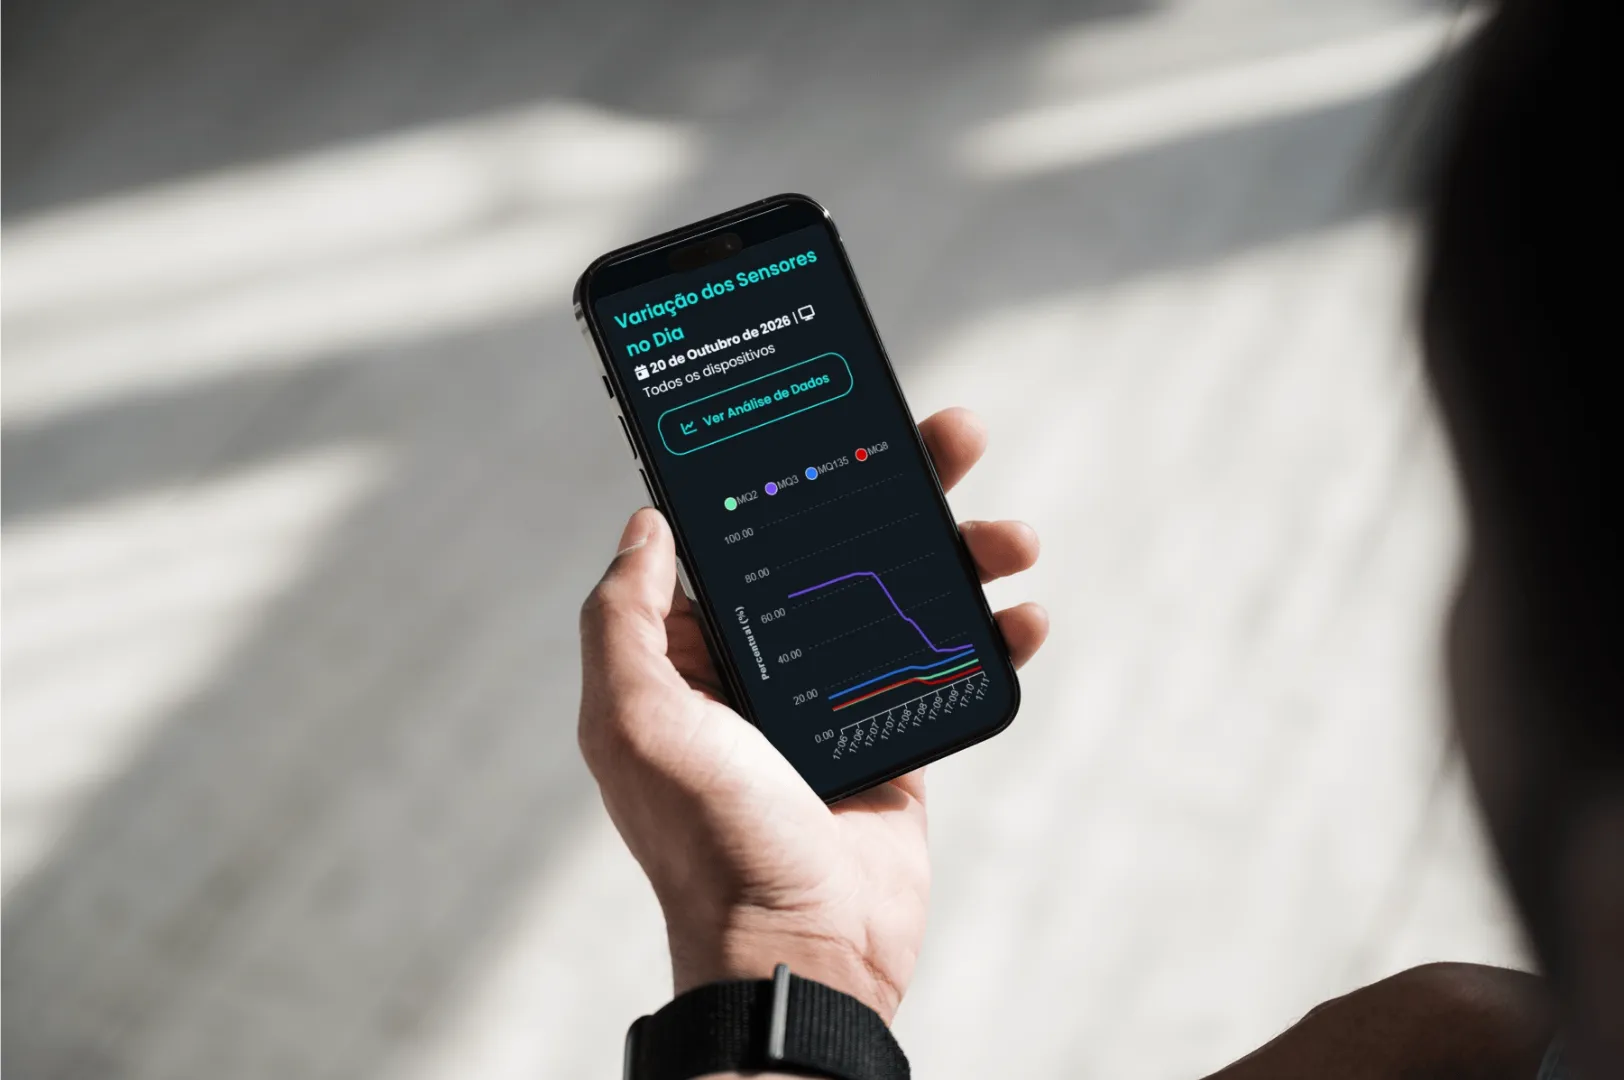 Variação dos Sensores
no Dia
20 de Outubro de 2026 |
Todos os dispositivos
Ver Análise de Dados
MQ2 MQ3 MQ135 MQ8
100.00
80.00
60.00
40.00
20.00
0.00
Percentual (%)
17:06 17:06 17:07 17:07 17:08 17:08 17:09 17:09 17:10 17:11